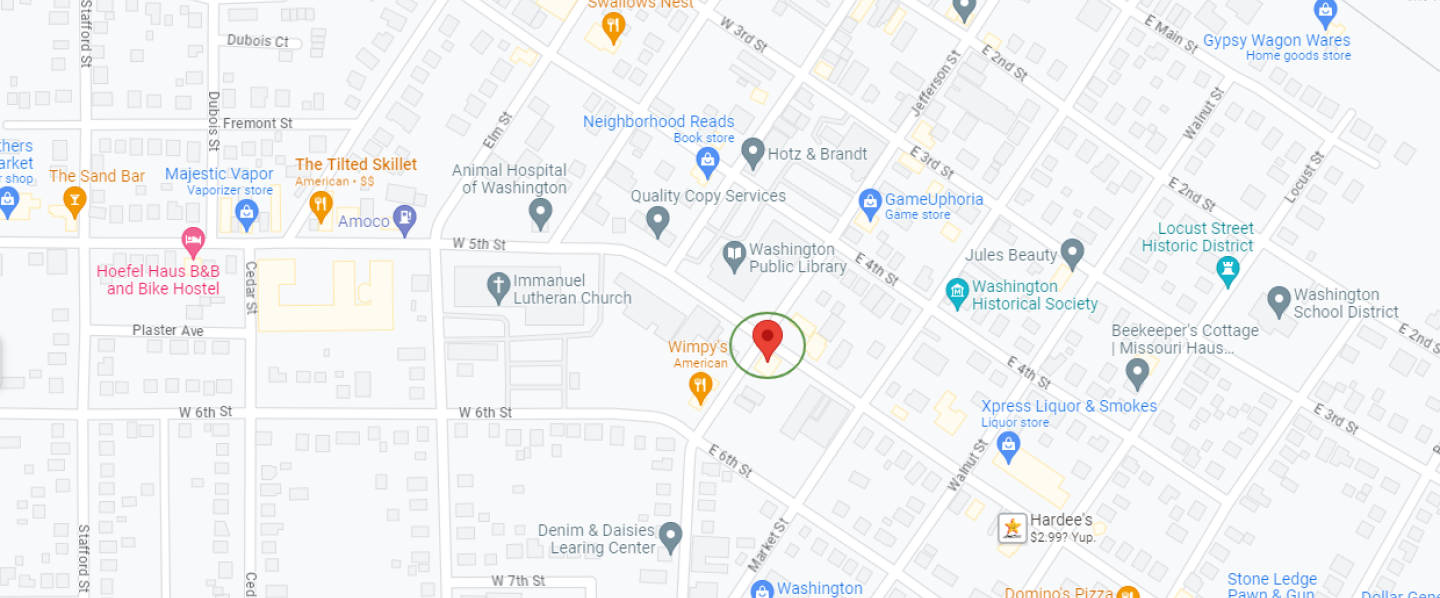 Swallows Nest
W 3rd St
E Main St
Gypsy Wagon Wares
Home goods store
Stafford St
Dubois Ct
E 2nd St
Jefferson St
Dubois St
Fremont St
Elm St
Neighborhood Reads
Book store
Walnut St
Hotz & Brandt
E 3rd St
The Tilted Skillet
American • $$
Animal Hospital
of Washington
Locust St
The Sand Bar
Majestic Vapor
Vaporizer store
Quality Copy Services
E 2nd St
GameUphoria
Game store
Amoco
Locust Street
Historic District
W 5th St
Washington
Public Library
E 4th St
Jules Beauty
Hoefel Haus B&B
and Bike Hostel
Cedar St
Immanuel
Lutheran Church
Washington
Historical Society
Washington
School District
Plaster Ave
Beekeeper's Cottage
| Missouri Haus...
E 2nd St
Wimpy's
American
E 4th St
W 6th St
W 6th St
Xpress Liquor & Smokes
Liquor store
E 3rd St
E 6th St
Walnut St
Stafford St
Denim & Daisies
Learing Center
Market St
Hardee's
$2.99? Yup.
W 7th St
Washington
Domino's Pizza
Stone Ledge
Pawn & Gun